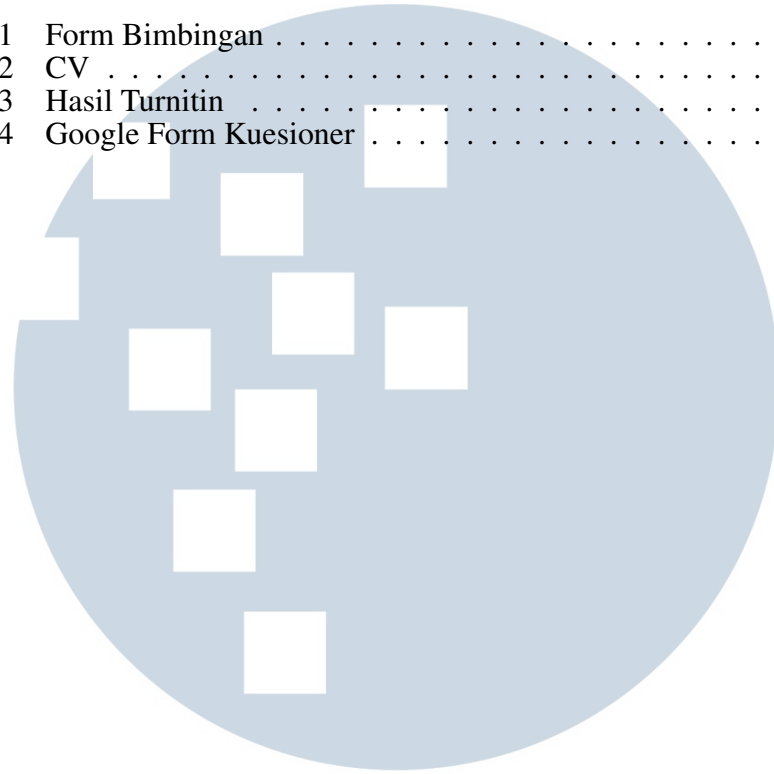 1 Form Bimbingan . . . . . . . . . . . . . . . . . . . . .
2 CV . . . . . . . . . . . . . . . . . . . . . . . . . . . .
3 Hasil Turnitin . . . . . . . . . . . . . . . . . . . . . .
4 Google Form Kuesioner . . . . . . . . . . . . . . . . .